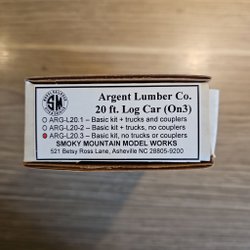 SM
Argent Lumber Co.
20 ft. Log Car (On3)
ARG-L20.1 – Basic kit + trucks and couplers
ARG-L20-2 – Basic kit + trucks, no couplers
ARG-L20.3 – Basic kit, no trucks or couplers
SMOKY MOUNTAIN MODEL WORKS
521 Betsy Ross Lane, Asheville NC 28805-9200